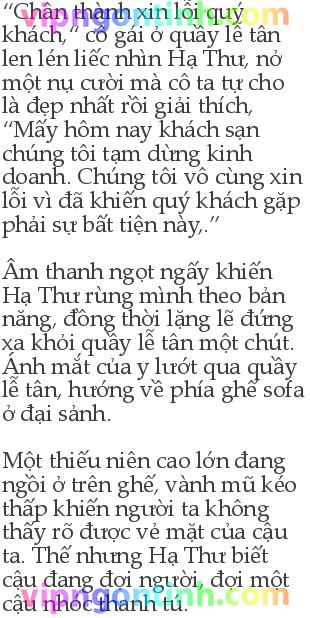 “Chân thành xin lỗi quý
khách,“ cô gái ở quầy lễ tân
len lén liếc nhìn Hạ Thư, nở
một nụ cười mà cô ta tự cho
là đẹp nhất rồi giải thích,
“Mấy hôm nay khách sạn
chúng tôi tạm dừng kinh
doanh. Chúng tôi vô cùng xin
lỗi vì đã khiến quý khách gặp
phải sự bất tiện này,.”
Âm thanh ngọt ngấy khiến
Hạ Thư rùng mình theo bản
năng, đồng thời lặng lẽ đứng
xa khỏi quầy lễ tân một chút.
Ánh mắt của y lướt qua quầy
lễ tân, hướng về phía ghế sofa
ở đại sảnh.
Một thiếu niên cao lớn đang
ngồi ở trên ghế, vành mũ kéo
thấp khiến người ta không
thấy rõ được vẻ mặt của cậu
ta. Thế nhưng Hạ Thư biết
cậu đang đợi người, đợi một
cậu nhóc thanh tú.
vipngontinh.com
vipngontinh.com